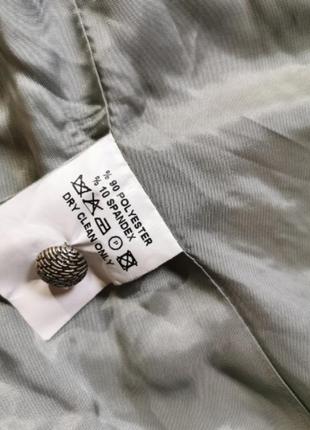 % 90 POLYESTER
% 10 SPANDEX
P
DRY CLEAN ONLY